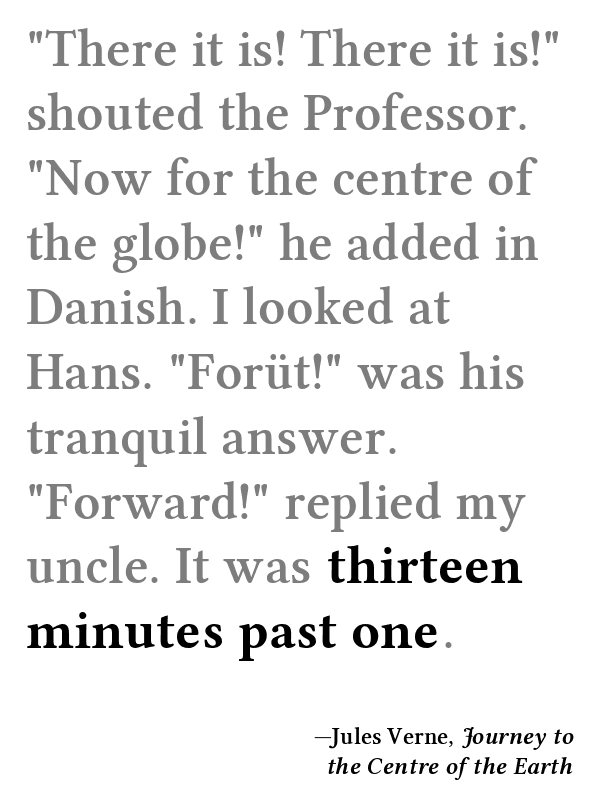 "There it is! There it is!"
shouted the Professor.
"Now for the centre of
the globe!" he added in
Danish. I looked at
Hans. "Forüt!" was his
tranquil answer.
"Forward!" replied my
uncle. It was thirteen
minutes past one.
—Jules Verne, Journey to
the Centre of the Earth